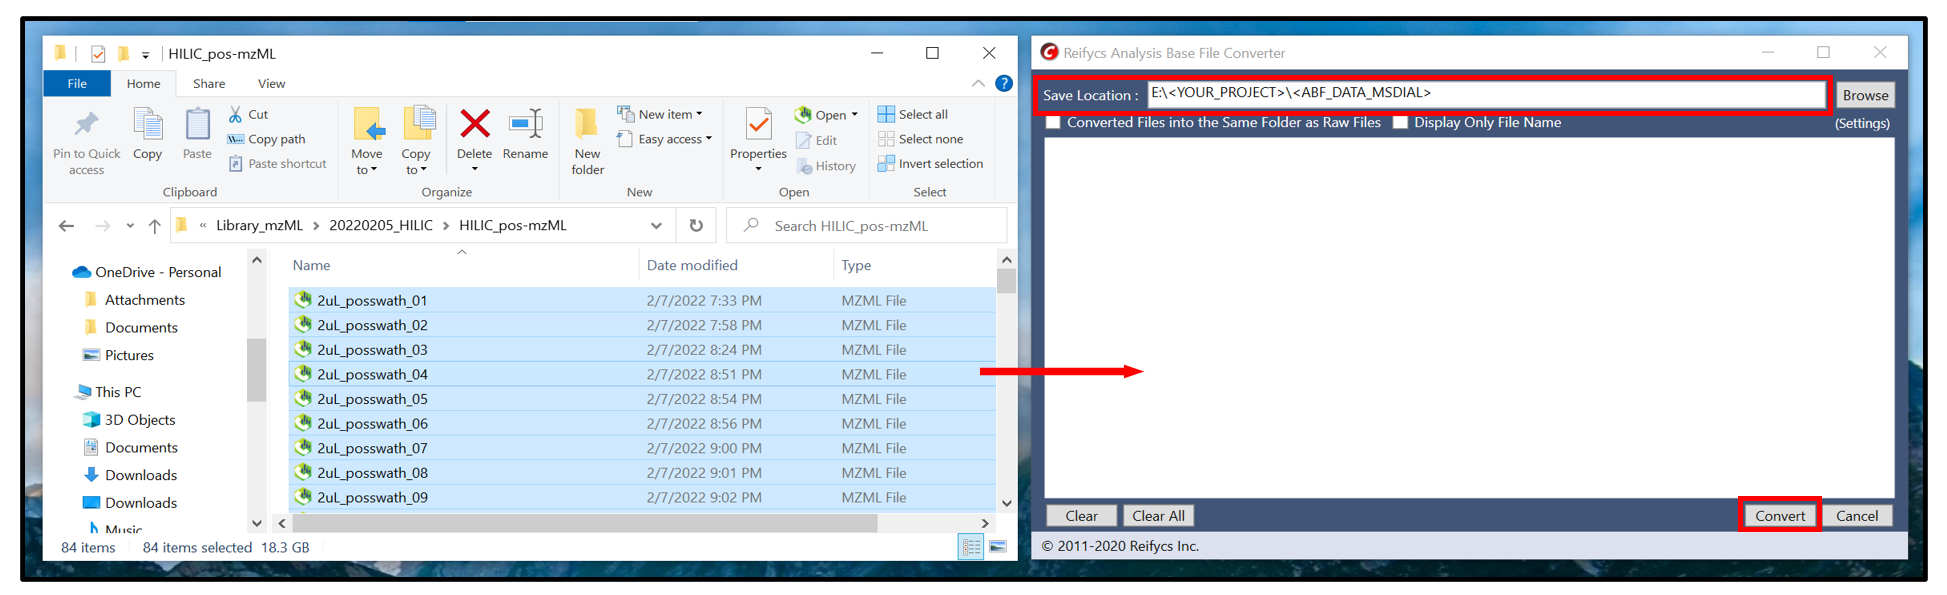 HILIC_pos-mzML
File Home Share View
Pin to Quick access
Copy
Paste
Cut
Copy path
Paste shortcut
Clipboard
Move to
Copy to
Delete
Rename
Organize
New folder
New item
Easy access
New
Properties
Open
Edit
History
Open
Select all
Select none
Invert selection
Select
« Library_mzML > 20220205_HILIC > HILIC_pos-mzML
Search HILIC_pos-mzML
OneDrive - Personal
Attachments
Documents
Pictures
This PC
3D Objects
Documents
Downloads
Downloads
Music
Name Date modified Type
2uL_posswath_01 2/7/2022 7:33 PM MZML File
2uL_posswath_02 2/7/2022 7:58 PM MZML File
2uL_posswath_03 2/7/2022 8:24 PM MZML File
2uL_posswath_04 2/7/2022 8:51 PM MZML File
2uL_posswath_05 2/7/2022 8:54 PM MZML File
2uL_posswath_06 2/7/2022 8:56 PM MZML File
2uL_posswath_07 2/7/2022 9:00 PM MZML File
2uL_posswath_08 2/7/2022 9:01 PM MZML File
2uL_posswath_09 2/7/2022 9:02 PM MZML File
84 items 84 items selected 18.3 GB
Reifycs Analysis Base File Converter
Save Location : E:\<YOUR_PROJECT>\<ABF_DATA_MSDIAL> Browse
Converted Files into the Same Folder as Raw Files Display Only File Name (Settings)
Clear Clear All Convert Cancel
© 2011-2020 Reifycs Inc.